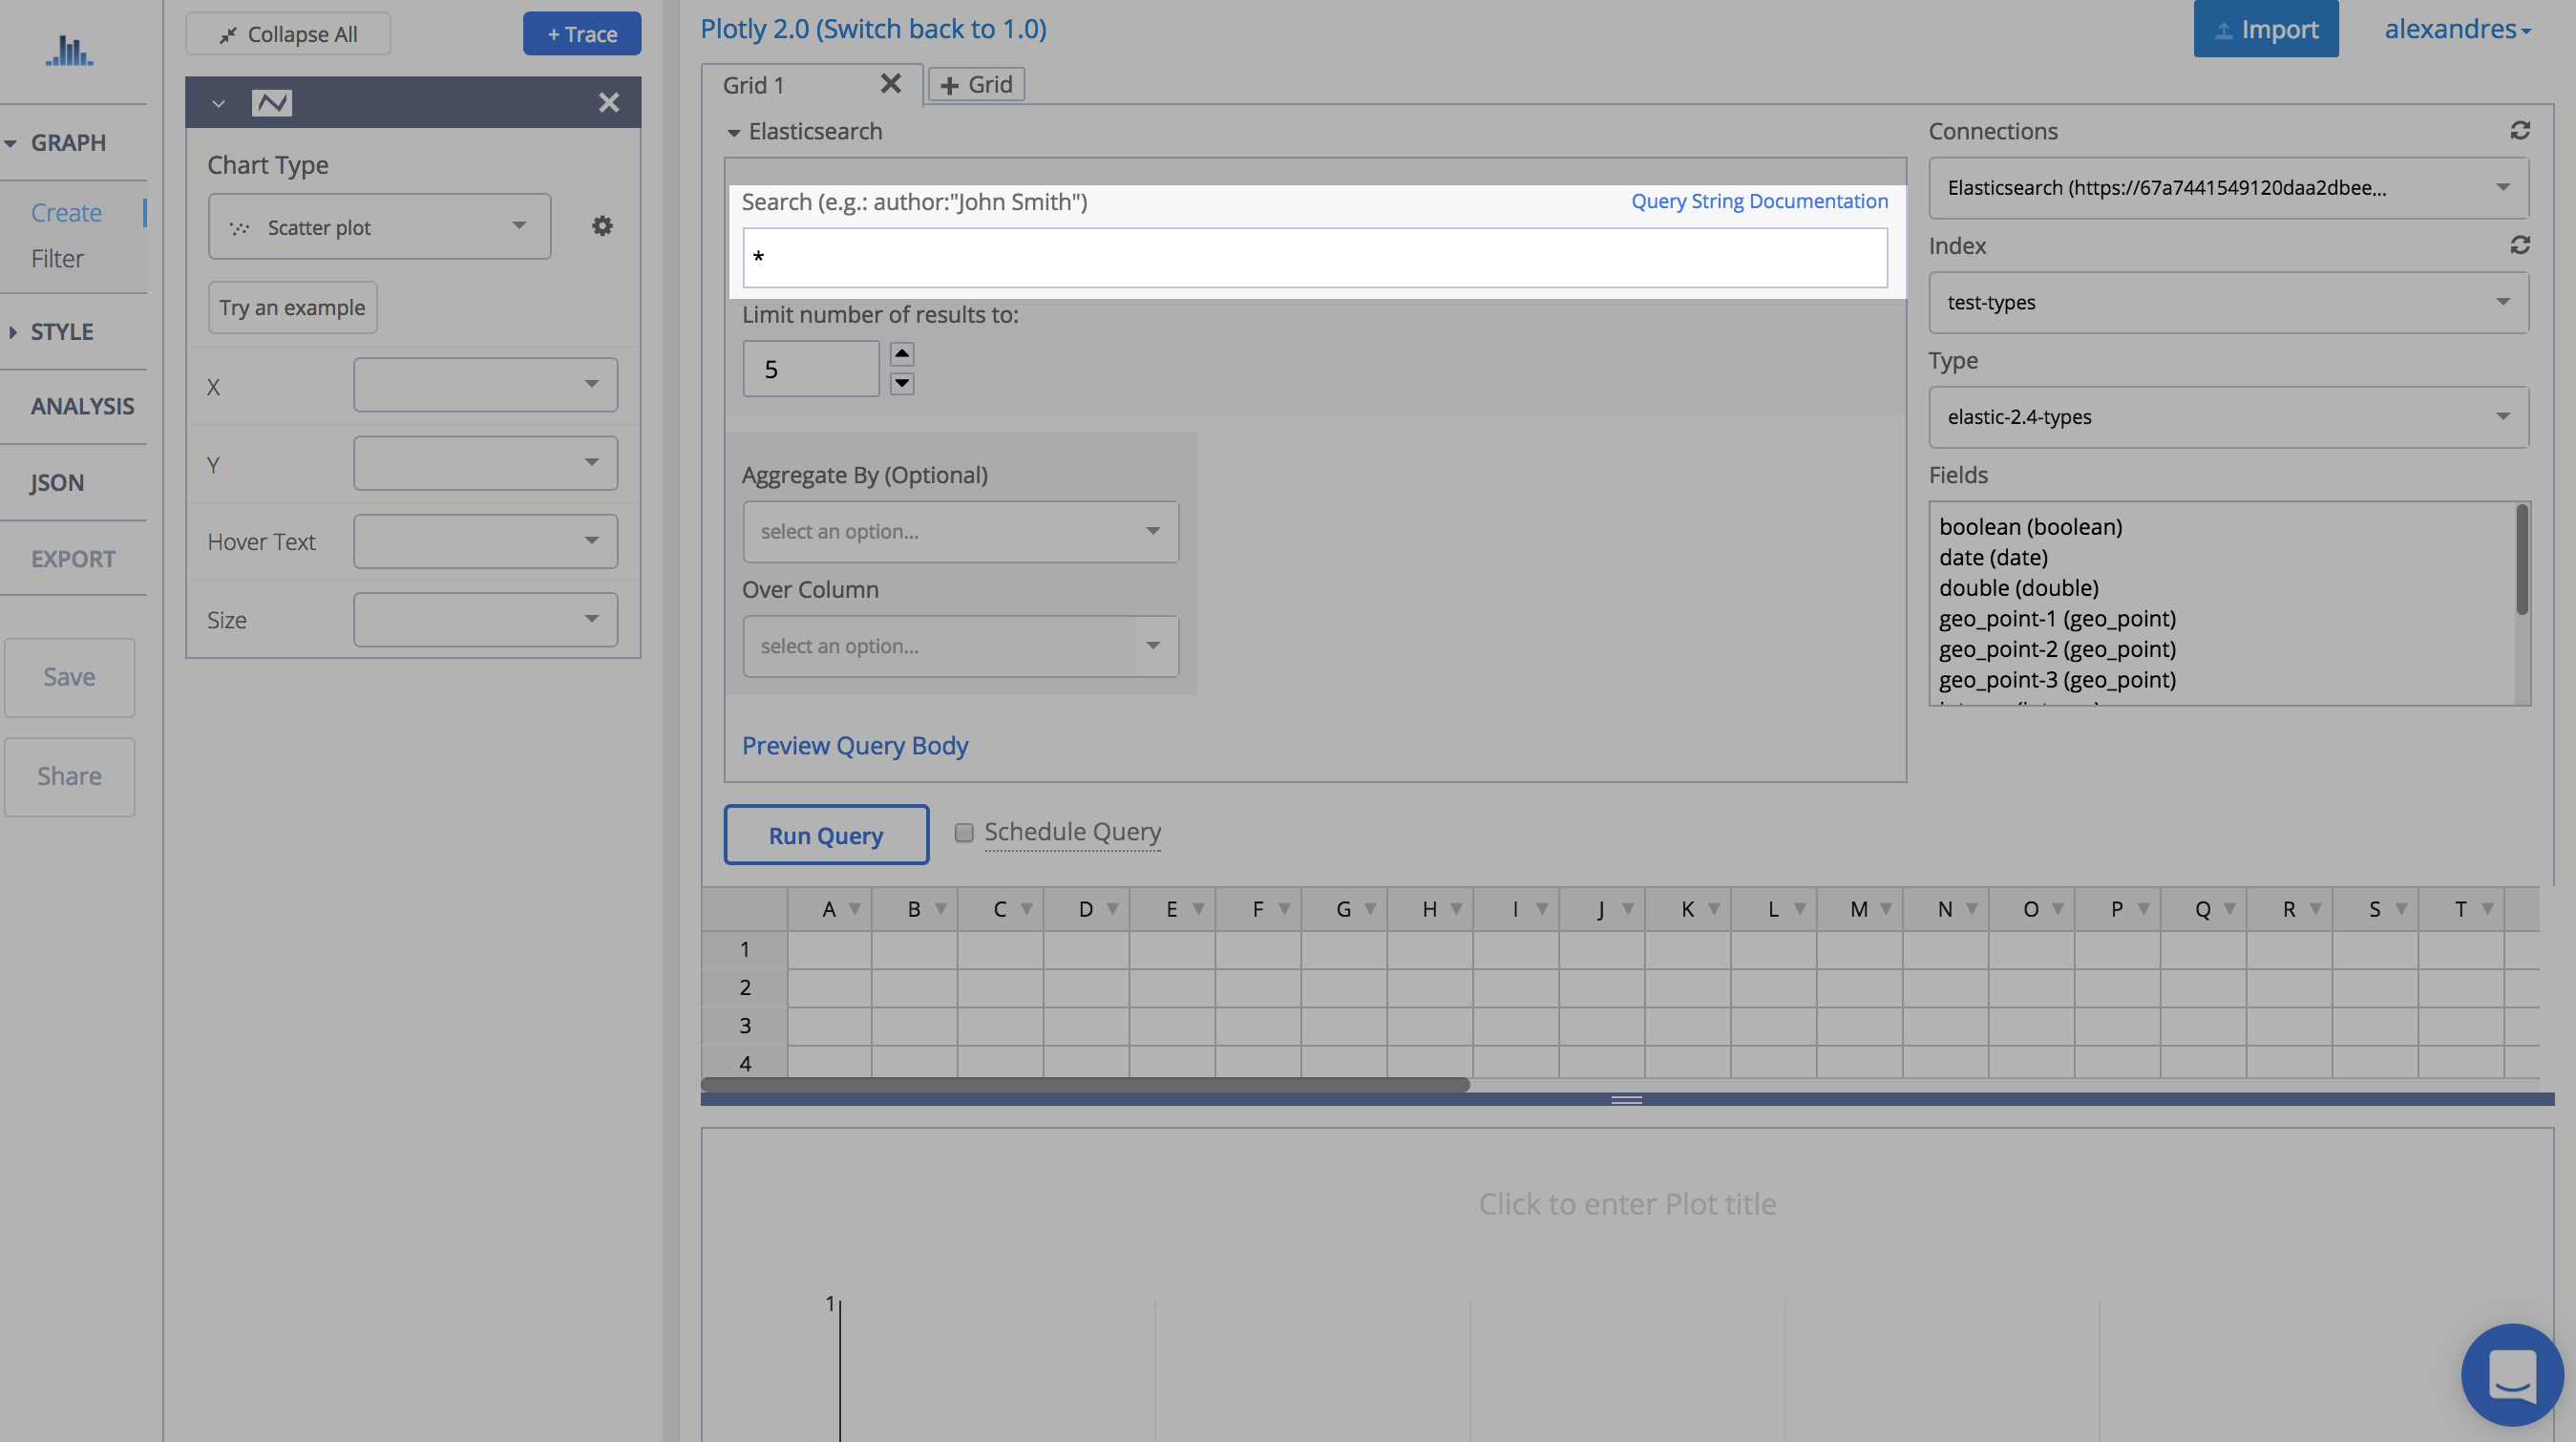 Collapse All
+ Trace
Plotly 2.0 (Switch back to 1.0)
Import
alexandres
Grid 1
+ Grid
GRAPH
Create
Filter
STYLE
ANALYSIS
JSON
EXPORT
Save
Share
Chart Type
Scatter plot
Try an example
X
Y
Hover Text
Size
Elasticsearch
Search (e.g.: author:"John Smith")
Query String Documentation
*
Limit number of results to:
5
Aggregate By (Optional)
select an option...
Over Column
select an option...
Preview Query Body
Connections
Elasticsearch (https://67a7441549120daa2dbee...
Index
test-types
Type
elastic-2.4-types
Fields
boolean (boolean)
date (date)
double (double)
geo_point-1 (geo_point)
geo_point-2 (geo_point)
geo_point-3 (geo_point)
Run Query
Schedule Query
A B C D E F G H I J K L M N O P Q R S T
1
2
3
4
Click to enter Plot title
1